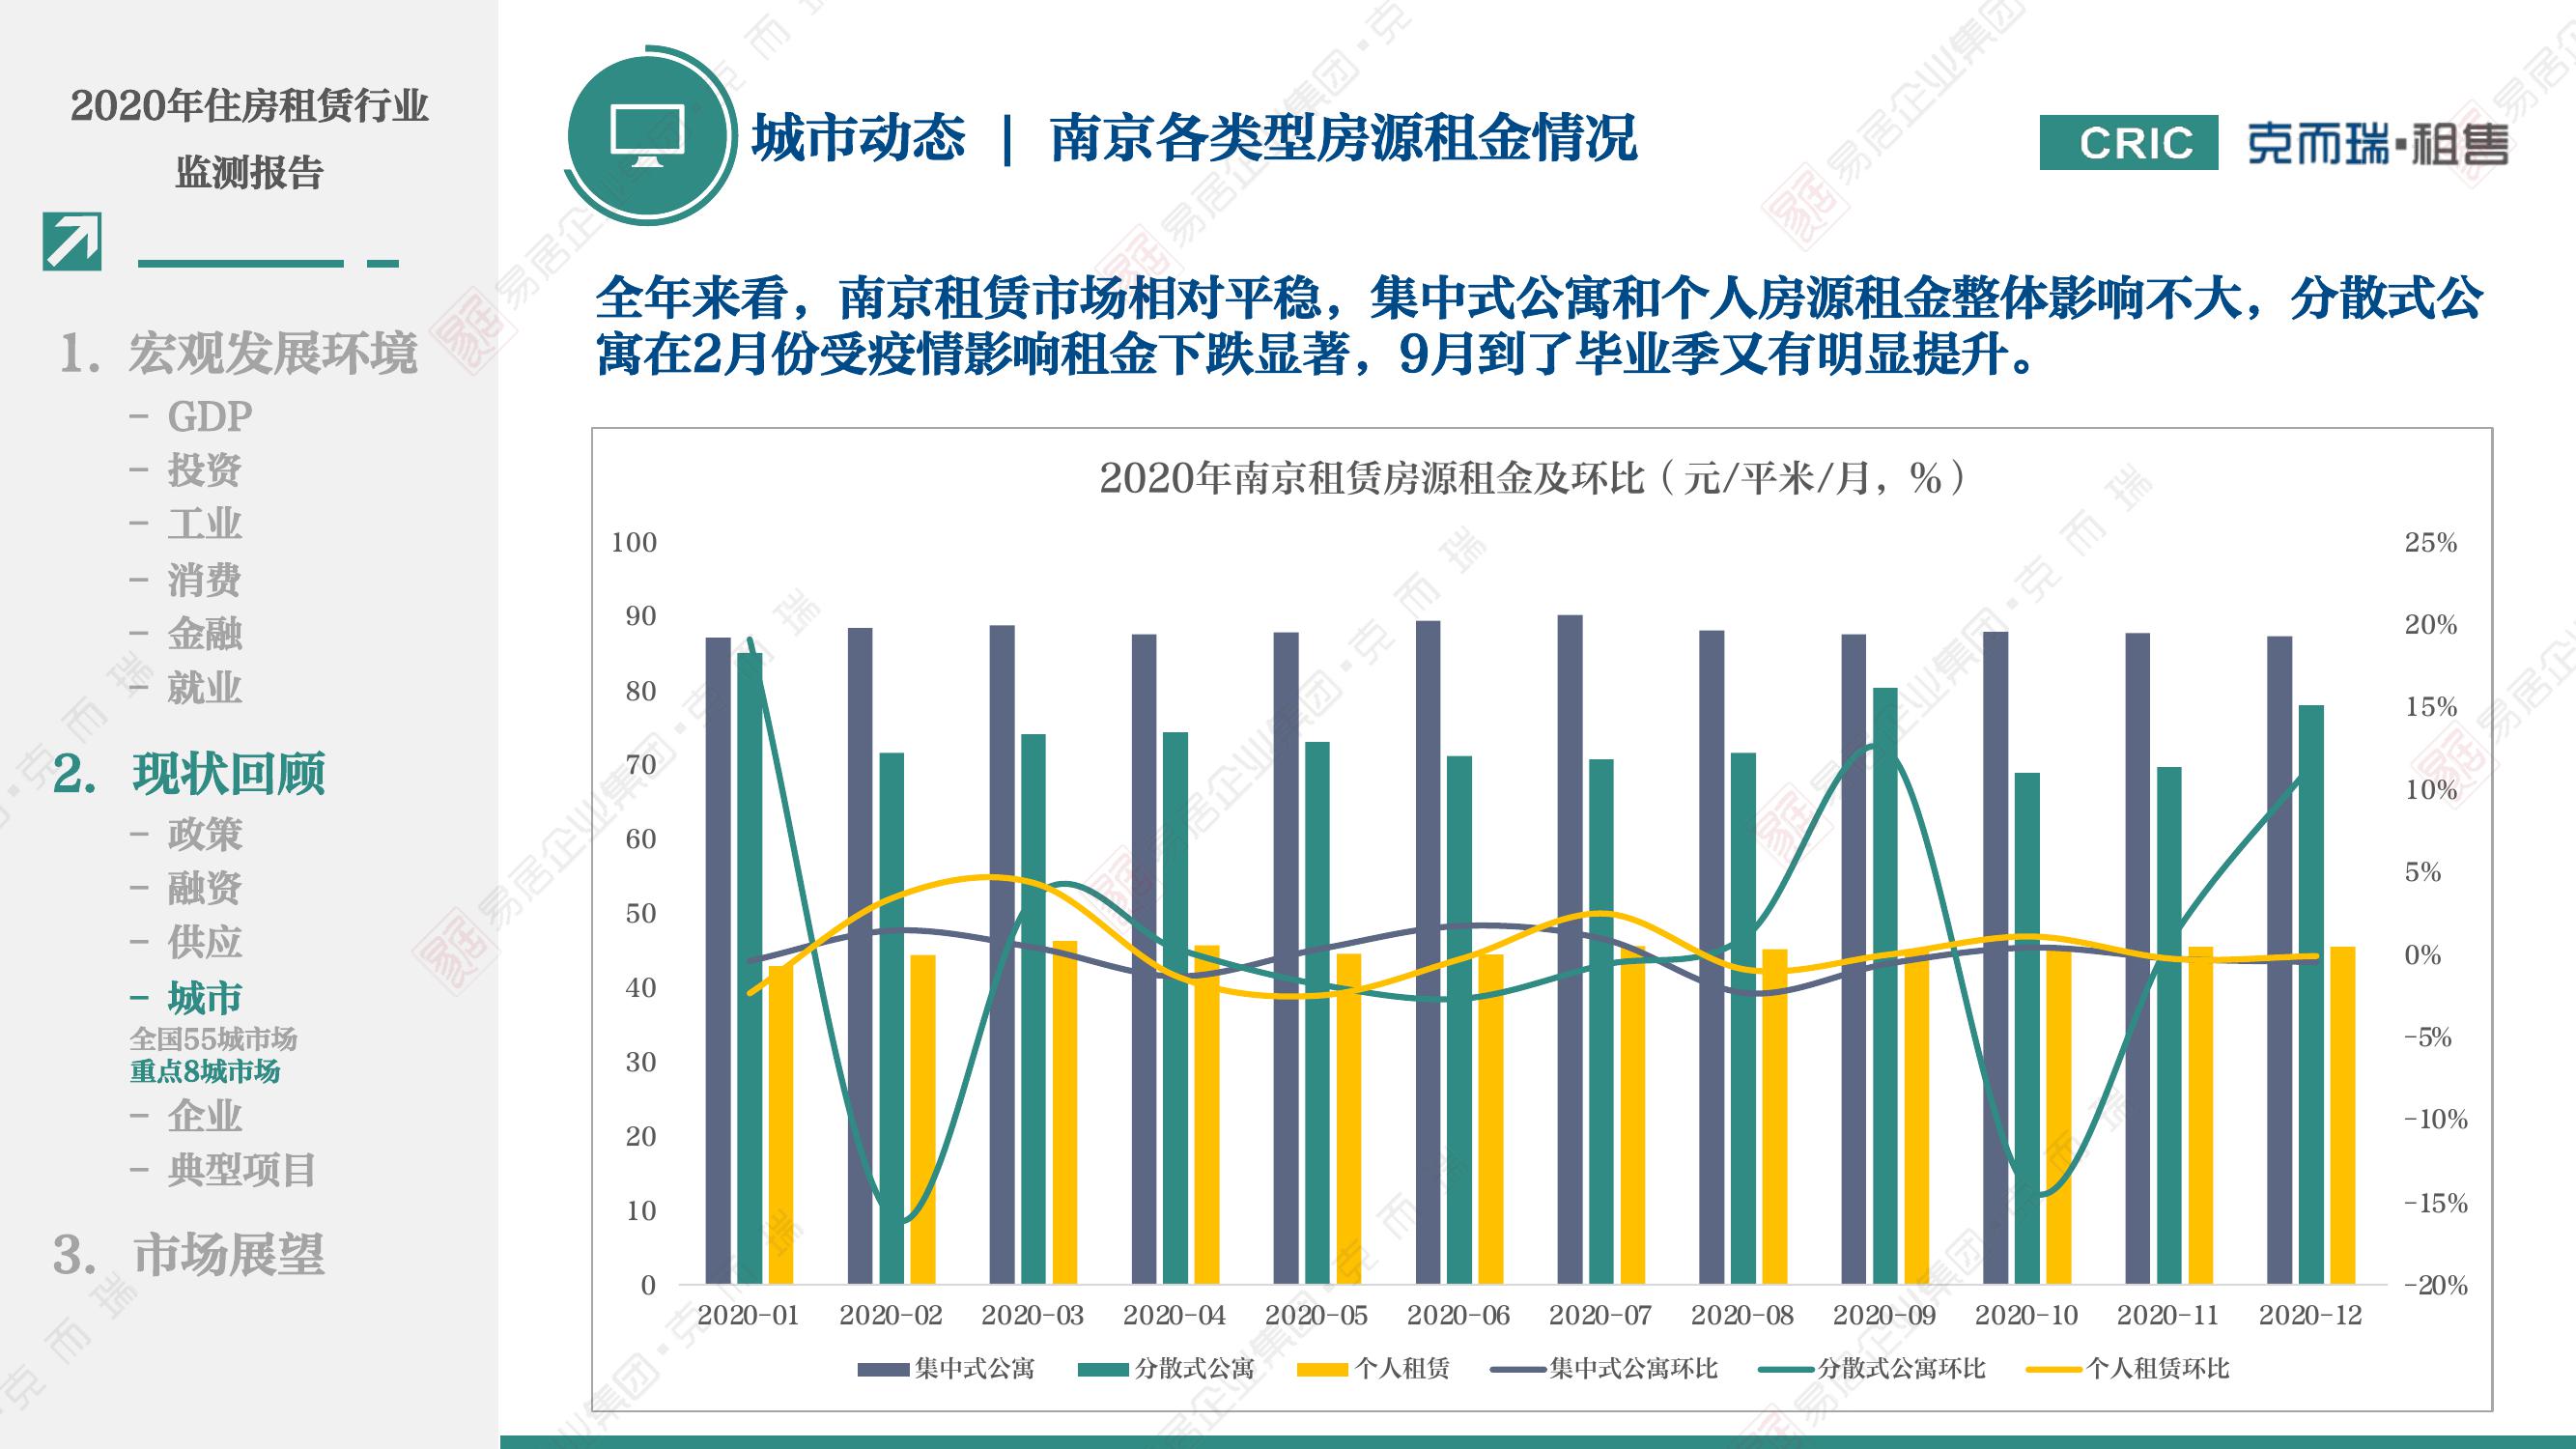 2020年住房租赁行业
监测报告
1. 宏观发展环境
– GDP
– 投资
– 工业
– 消费
– 金融
– 就业
2. 现状回顾
– 政策
– 融资
– 供应
– 城市
全国55城市场
重点8城市场
– 企业
– 典型项目
3. 市场展望
城市动态 | 南京各类型房源租金情况
CRIC 克而瑞·租售
全年来看，南京租赁市场相对平稳，集中式公寓和个人房源租金整体影响不大，分散式公
寓在2月份受疫情影响租金下跌显著，9月到了毕业季又有明显提升。
2020年南京租赁房源租金及环比（元/平米/月，%）
100
90
80
70
60
50
40
30
20
10
0
25%
20%
15%
10%
5%
0%
-5%
-10%
-15%
-20%
2020-01 2020-02 2020-03 2020-04 2020-05 2020-06 2020-07 2020-08 2020-09 2020-10 2020-11 2020-12
集中式公寓 分散式公寓 个人租赁 集中式公寓环比 分散式公寓环比 个人租赁环比
易居企业集团·克而瑞